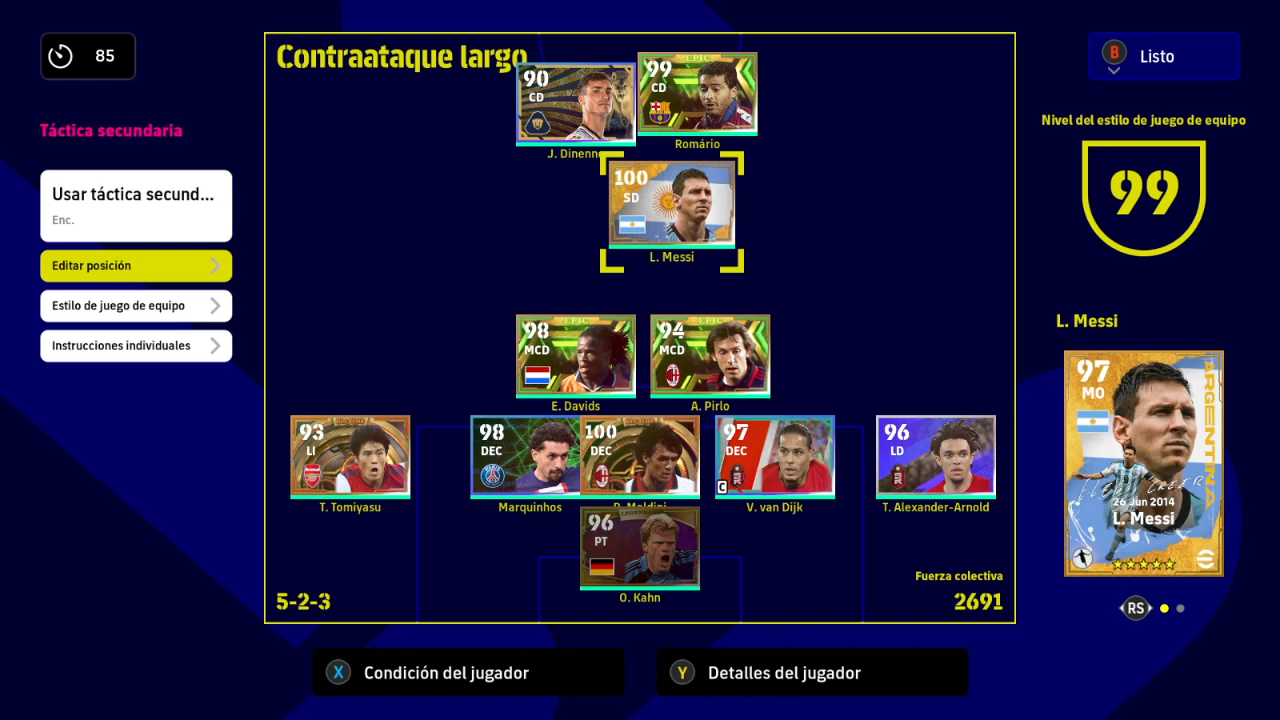 85
Contraataque largo
B Listo
Táctica secundaria
Usar táctica secund...
Enc.
Editar posición
Estilo de juego de equipo
Instrucciones individuales
90
CD
J. Dinenno
EPIC
99
CD
Romário
100
SD
L. Messi
EPIC
98
MCD
E. Davids
EPIC
94
MCD
A. Pirlo
93
LI
T. Tomiyasu
98
DEC
Marquinhos
100
DEC
P. Maldini
97
DEC
C
V. van Dijk
96
LD
T. Alexander-Arnold
96
PT
O. Kahn
5-2-3
Fuerza colectiva
2691
Nivel del estilo de juego de equipo
99
L. Messi
97
MO
ARGENTINA
26 Jun 2014
L. Messi
RS
X Condición del jugador
Y Detalles del jugador